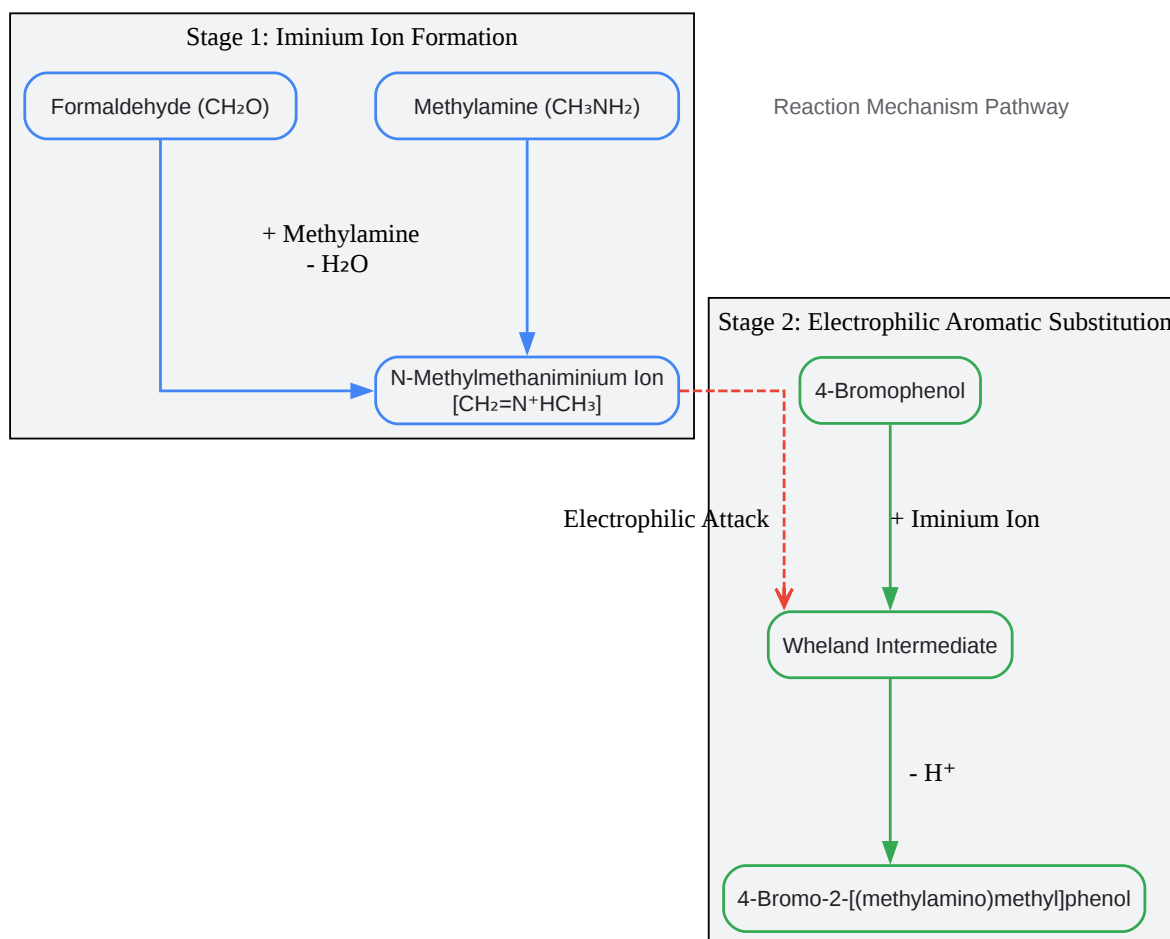 Stage 1: Iminium Ion Formation
Formaldehyde (CH₂O)
Methylamine (CH₃NH₂)
Reaction Mechanism Pathway
+ Methylamine
- H₂O
N-Methylmethaniminium Ion
[CH₂=N⁺HCH₃]
Stage 2: Electrophilic Aromatic Substitution
4-Bromophenol
Electrophilic Attack
+ Iminium Ion
Wheland Intermediate
- H⁺
4-Bromo-2-[(methylamino)methyl]phenol